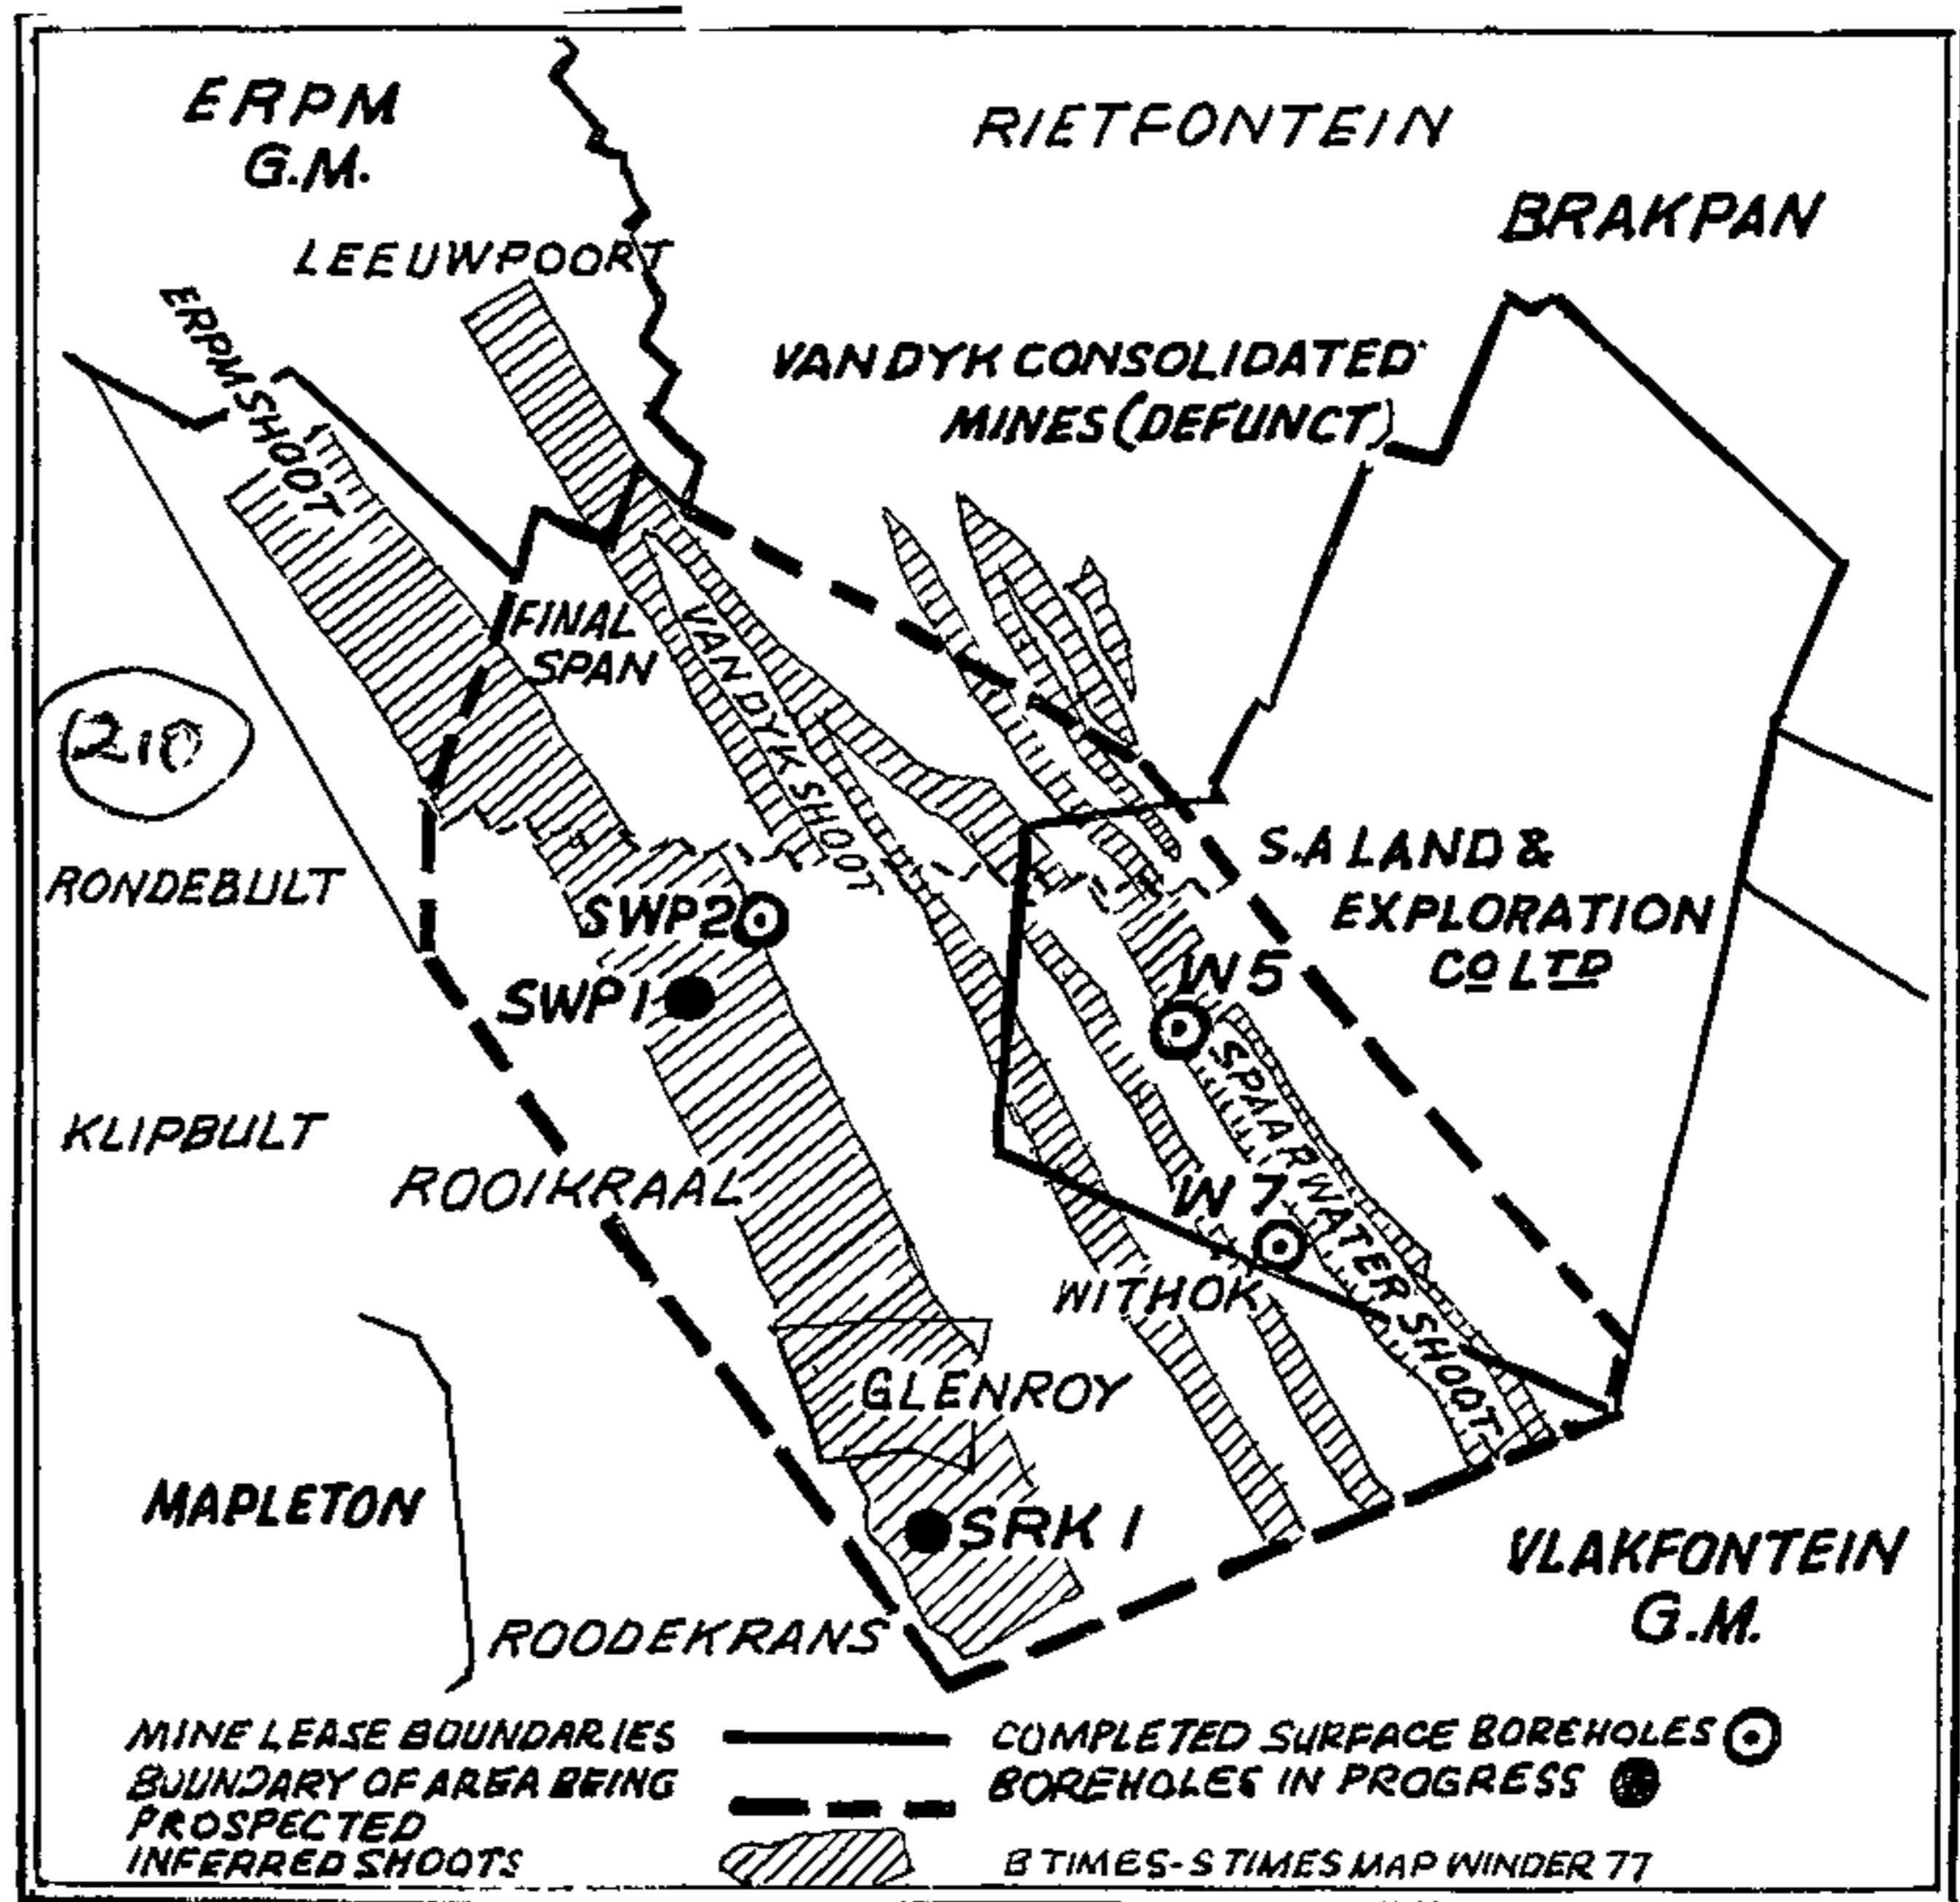 ERPM
G.M.
RIETFONTEIN
BRAKPAN
LEEUWPOORT
ERPM SHOOT
VAN DYK CONSOLIDATED
MINES (DEFUNCT)
FINAL
SPAN
VAN DYK SHOOT
210
RONDEBULT
S.A LAND &
EXPLORATION
CO LTD
SWP2
SWP1
W5
SPAARWATER SHOOT
KLIPBULT
ROOIKRAAL
W7
WITHOK
GLENROY
MAPLETON
SRK 1
VLAKFONTEIN
G.M.
ROODEKRANS
MINE LEASE BOUNDARIES
BOUNDARY OF AREA BEING
PROSPECTED
INFERRED SHOOTS
COMPLETED SURFACE BOREHOLES
BOREHOLES IN PROGRESS
B TIMES-S TIMES MAP WINDER 77